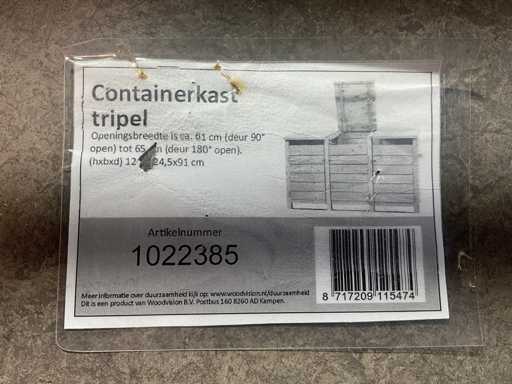 Containerkast
tripel
Openingsbreedte is ca. 61 cm (deur 90°
open) tot 65 cm (deur 180° open).
(hxbxd) 24,5x91 cm
Artikelnummer
1022385
Meer informatie over duurzaamheid kijk op: www.woodvision.nl/duurzaamheid
Dit is een product van Woodvision B.V. Postbus 160 8260 AD Kampen.
8 717209 115474